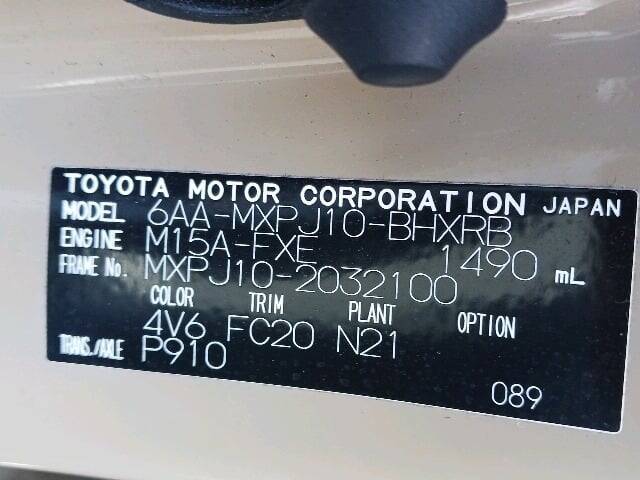 TOYOTA MOTOR CORPORATION JAPAN
MODEL 6AA-MXPJ10-BHXRB
ENGINE M15A-FXE 1490 mL
FRAME No. MXPJ10-2032100
COLOR TRIM PLANT OPTION
4V6 FC20 N21
TRANS./AXLE P910
089